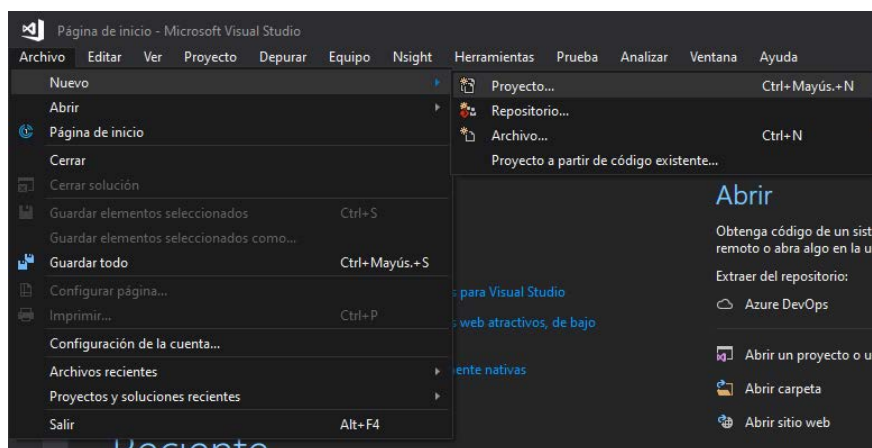 Página de inicio - Microsoft Visual Studio
Archivo Editar Ver Proyecto Depurar Equipo Nsight Herramientas Prueba Analizar Ventana Ayuda
Nuevo
Abrir
Página de inicio
Cerrar
Cerrar solución
Guardar elementos seleccionados Ctrl+S
Guardar elementos seleccionados como...
Guardar todo Ctrl+Mayús.+S
Configurar página...
Imprimir... Ctrl+P
Configuración de la cuenta...
Archivos recientes
Proyectos y soluciones recientes
Salir Alt+F4
Proyecto... Ctrl+Mayús.+N
Repositorio...
Archivo... Ctrl+N
Proyecto a partir de código existente...
s para Visual Studio
s web atractivos, de bajo
ente nativas
Abrir
Obtenga código de un sist
remoto o abra algo en la u
Extraer del repositorio:
Azure DevOps
Abrir un proyecto o u
Abrir carpeta
Abrir sitio web
Reciente